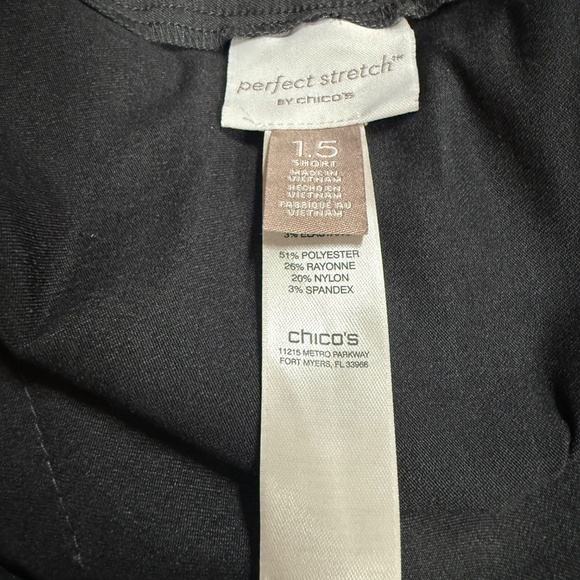 perfect stretch™
BY chico's
1.5
SHORT
MADE IN
VIETNAM
HECHO EN
VIETNAM
FABRIQUÉ AU
VIETNAM
3%
51% POLYESTER
26% RAYONNE
20% NYLON
3% SPANDEX
chico's
11215 METRO PARKWAY
FORT MYERS, FL 33966